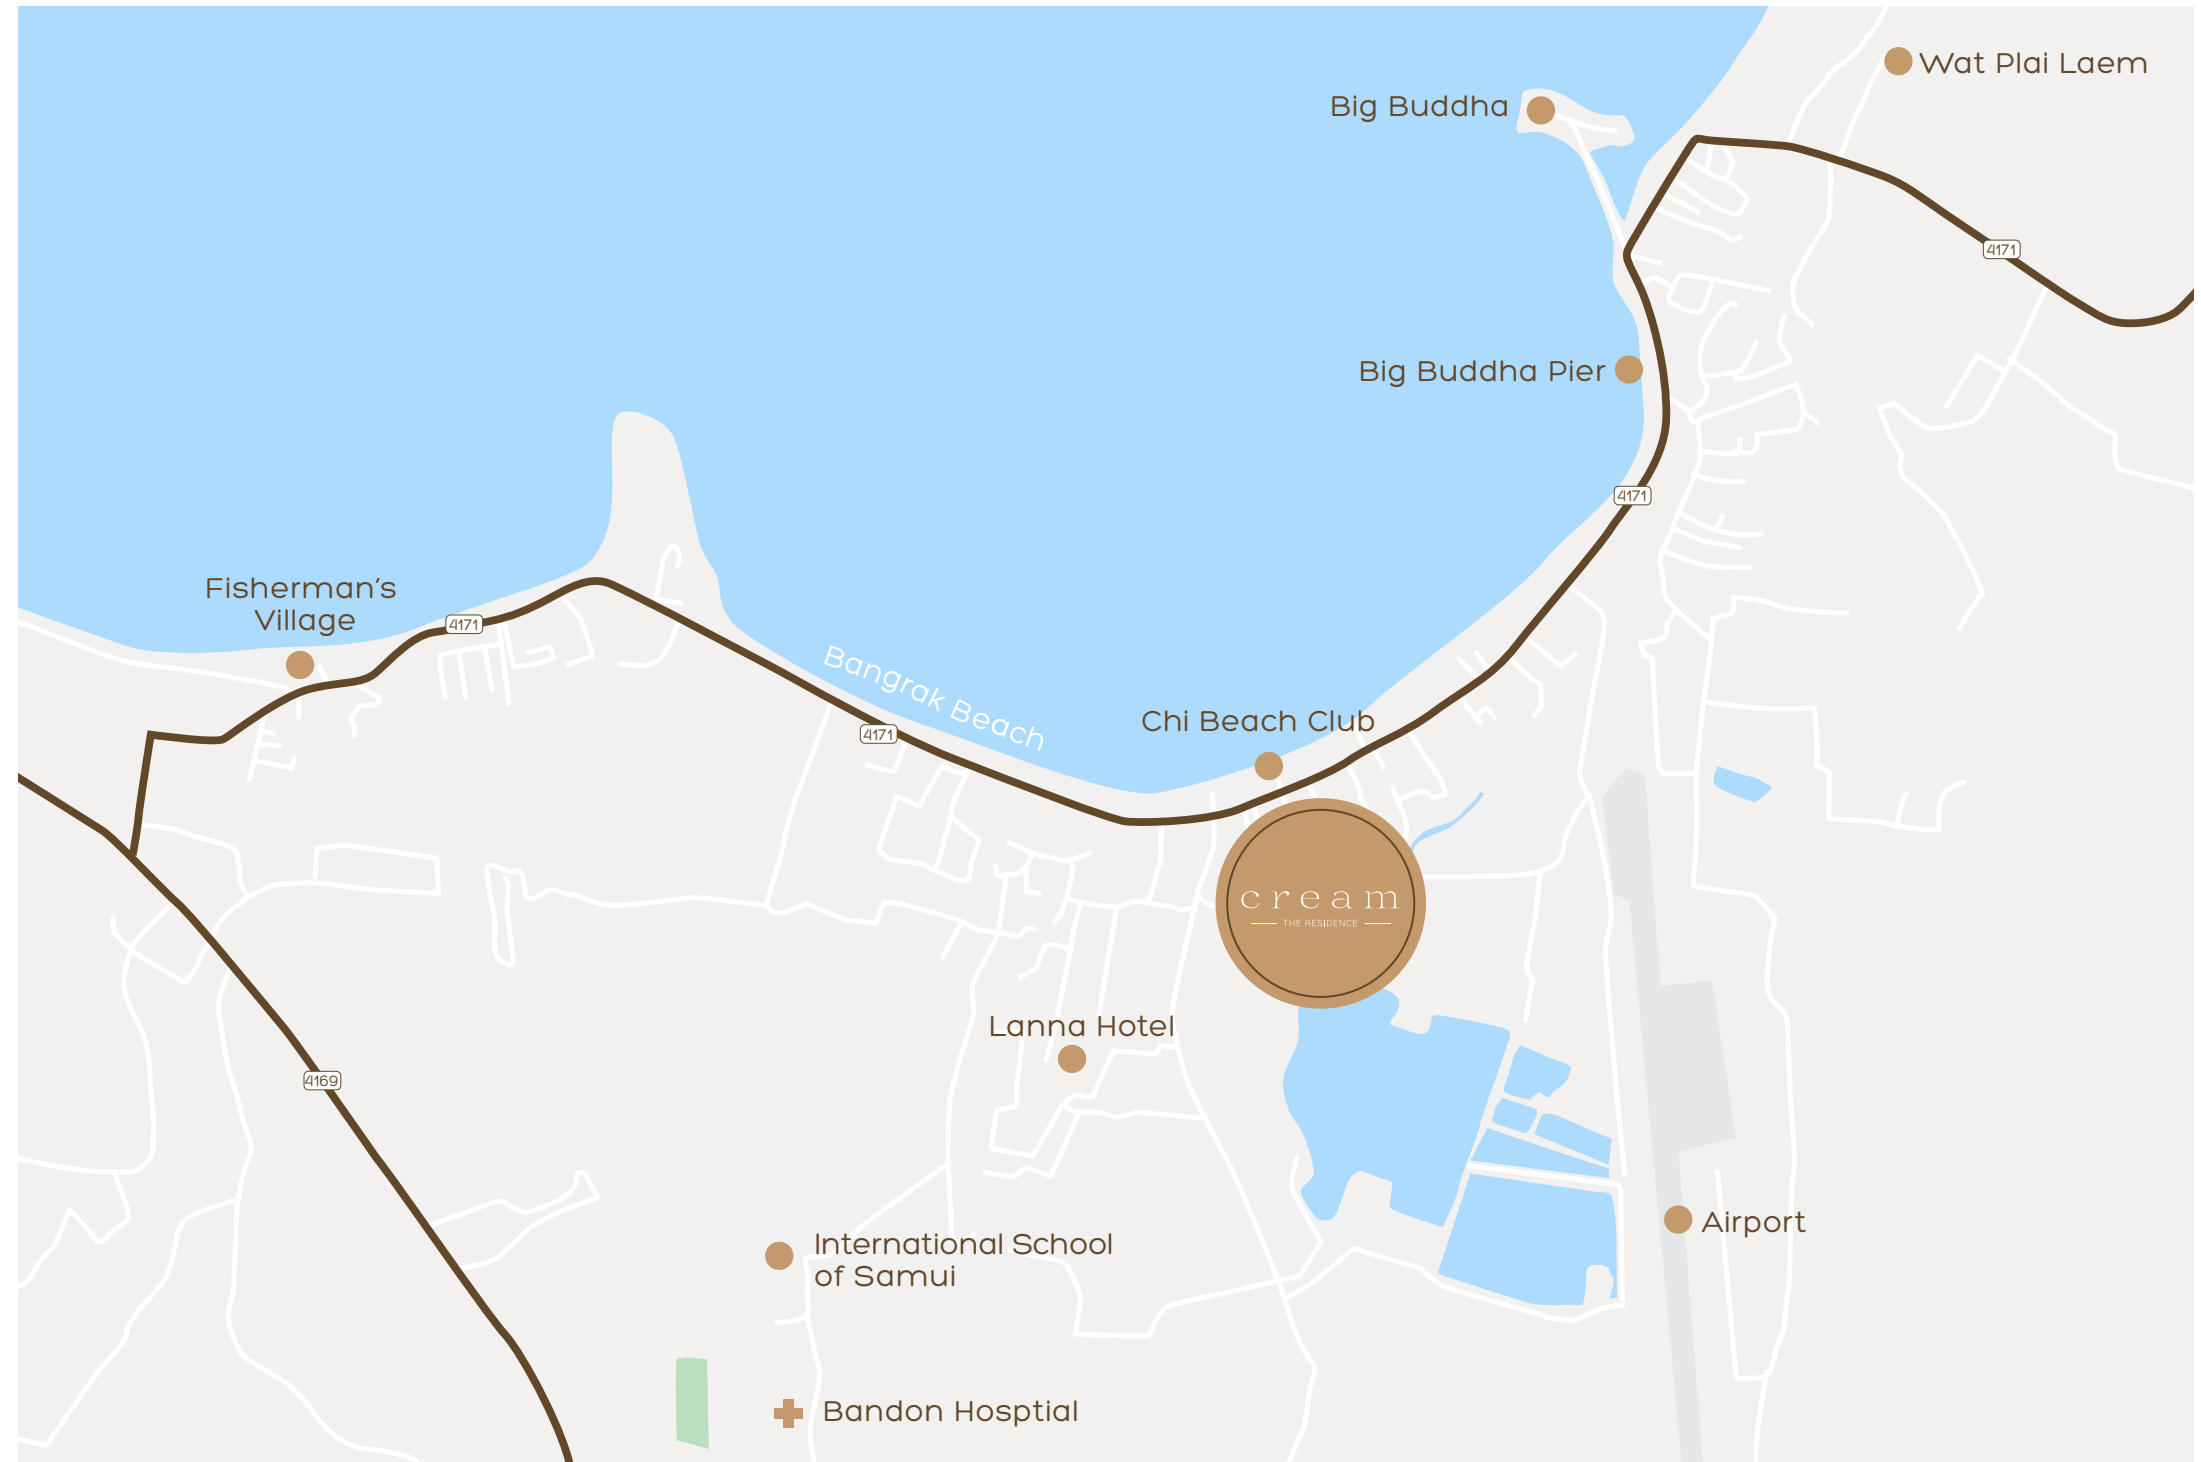 Wat Plai Laem
Big Buddha
4171
Big Buddha Pier
4171
Fisherman's
Village
4171
Bangrak Beach
4171
Chi Beach Club
cream
THE RESIDENCE
Lanna Hotel
4169
Airport
International School
of Samui
Bandon Hosptial